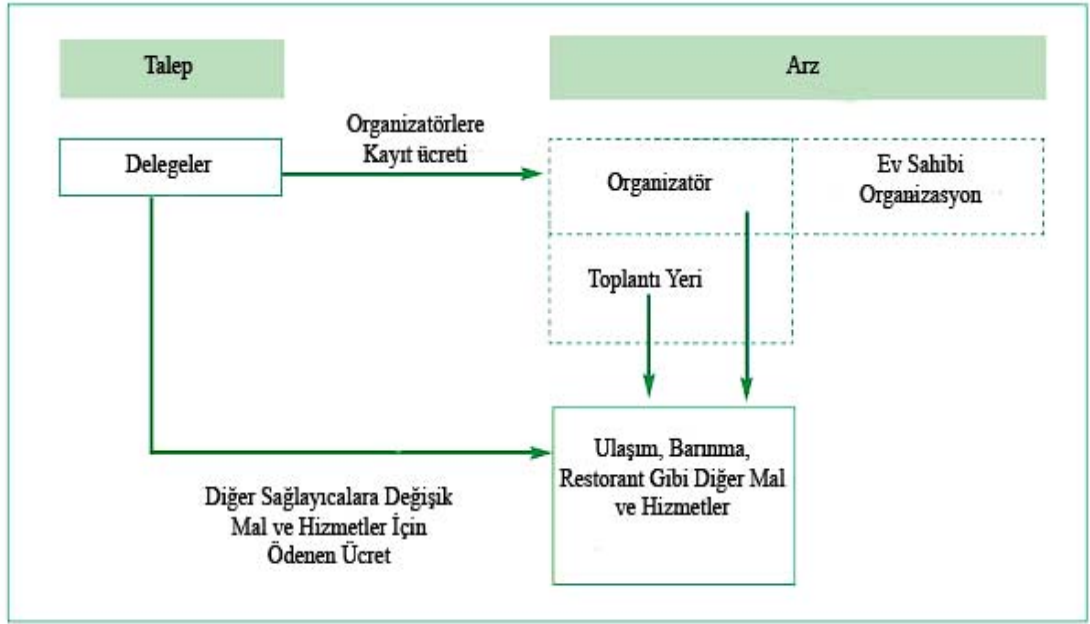 Talep
Arz
Organizatörlere
Kayıt ücreti
Delegeler
Organizatör
Ev Sahibi
Organizasyon
Toplantı Yeri
Ulaşım, Barınma,
Restorant Gibi Diğer Mal
ve Hizmetler
Diğer Sağlayıcalara Değişik
Mal ve Hizmetler İçin
Ödenen Ücret